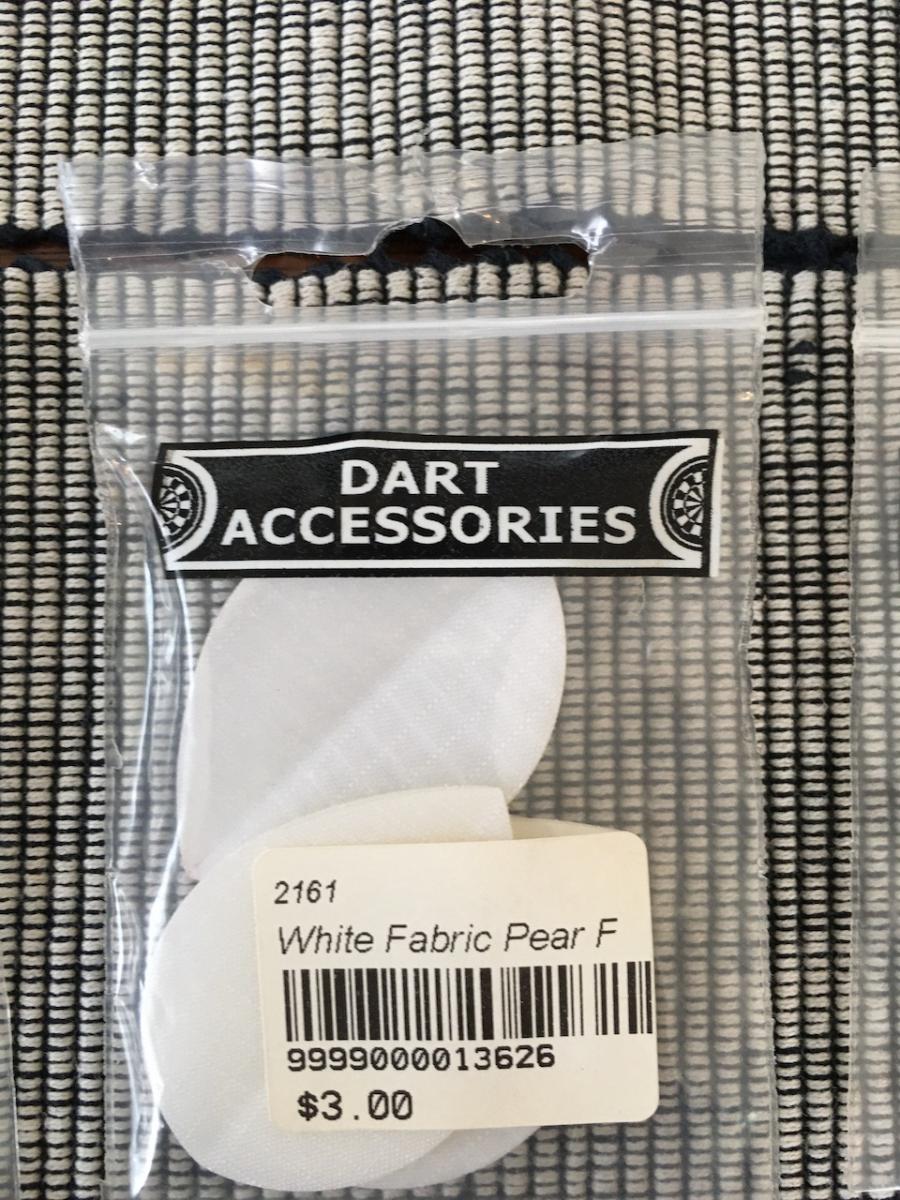 DART
ACCESSORIES
2161
White Fabric Pear F
9999000013626
$3.00